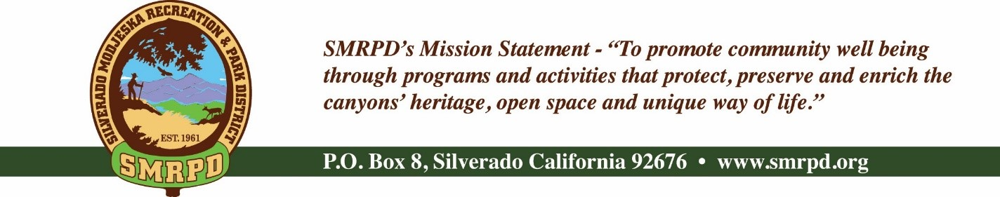 SILVERADO MODJESKA RECREATION & PARK DISTRICT
EST. 1961
SMRPD
SMRPD's Mission Statement - “To promote community well being
through programs and activities that protect, preserve and enrich the
canyons’ heritage, open space and unique way of life.”
P.O. Box 8, Silverado California 92676 • www.smrpd.org